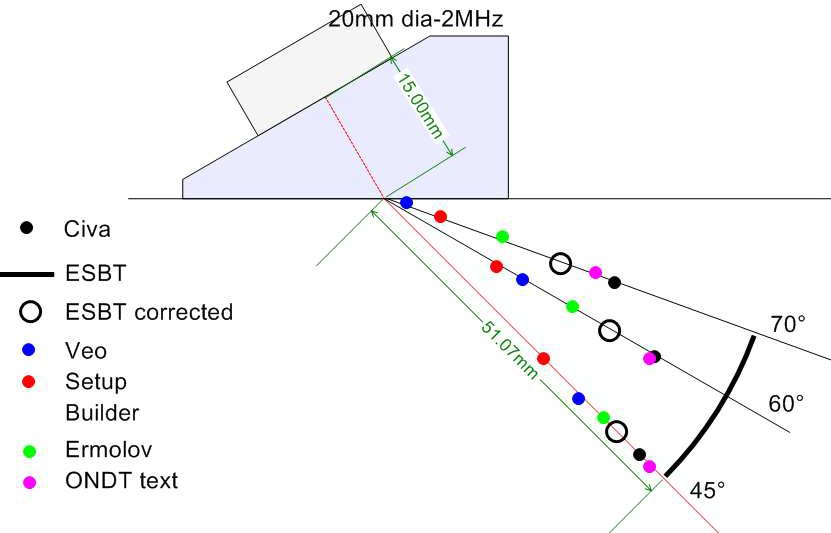 20mm dia-2MHz
15.00mm
Civa
ESBT
ESBT corrected
Veo
Setup
Builder
Ermolov
ONDT text
51.07mm
70°
60°
45°